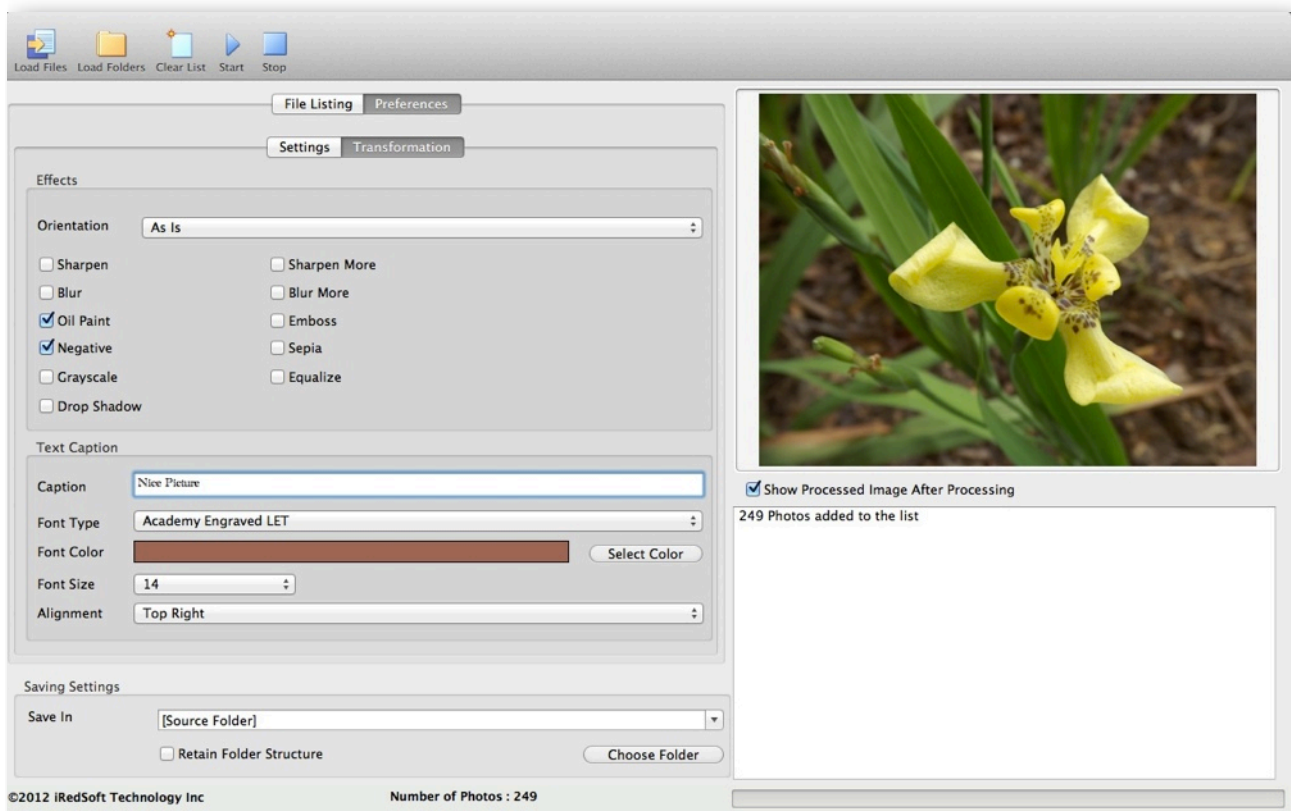 Load Files Load Folders Clear List Start Stop
File Listing Preferences
Settings Transformation
Effects
Orientation As Is
Sharpen Sharpen More
Blur Blur More
Oil Paint Emboss
Negative Sepia
Grayscale Equalize
Drop Shadow
Text Caption
Caption Nice Picture
Font Type Academy Engraved LET
Font Color Select Color
Font Size 14
Alignment Top Right
Saving Settings
Save In [Source Folder]
Retain Folder Structure Choose Folder
Show Processed Image After Processing
249 Photos added to the list
©2012 iRedSoft Technology Inc Number of Photos : 249